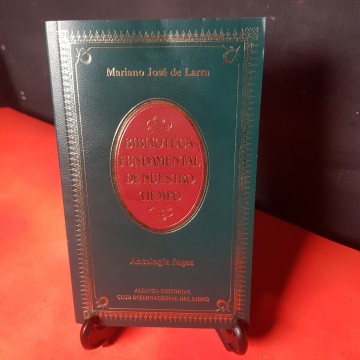 Mariano José de Larra
BIBLIOTECA
FUNDAMENTAL
DE NUESTRO
TIEMPO
Antología fugaz
ALIANZA EDITORIAL
CLUB INTERNACIONAL DEL LIBRO